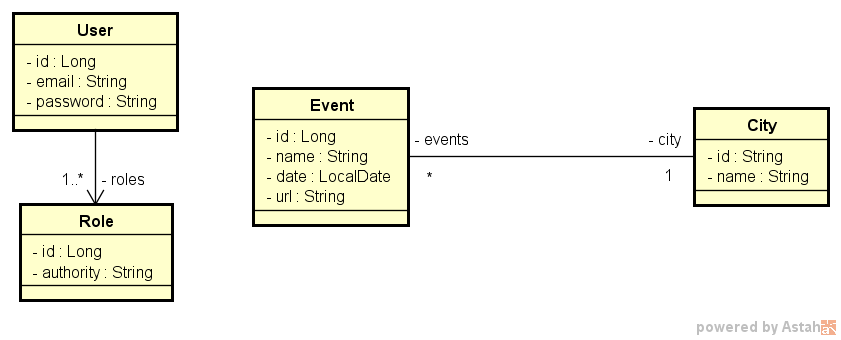 User
- id : Long
- email : String
- password : String
1..* - roles
Role
- id : Long
- authority : String
Event
- id : Long
- name : String
- date : LocalDate
- url : String
- events
*
- city
1
City
- id : String
- name : String
powered by Astah